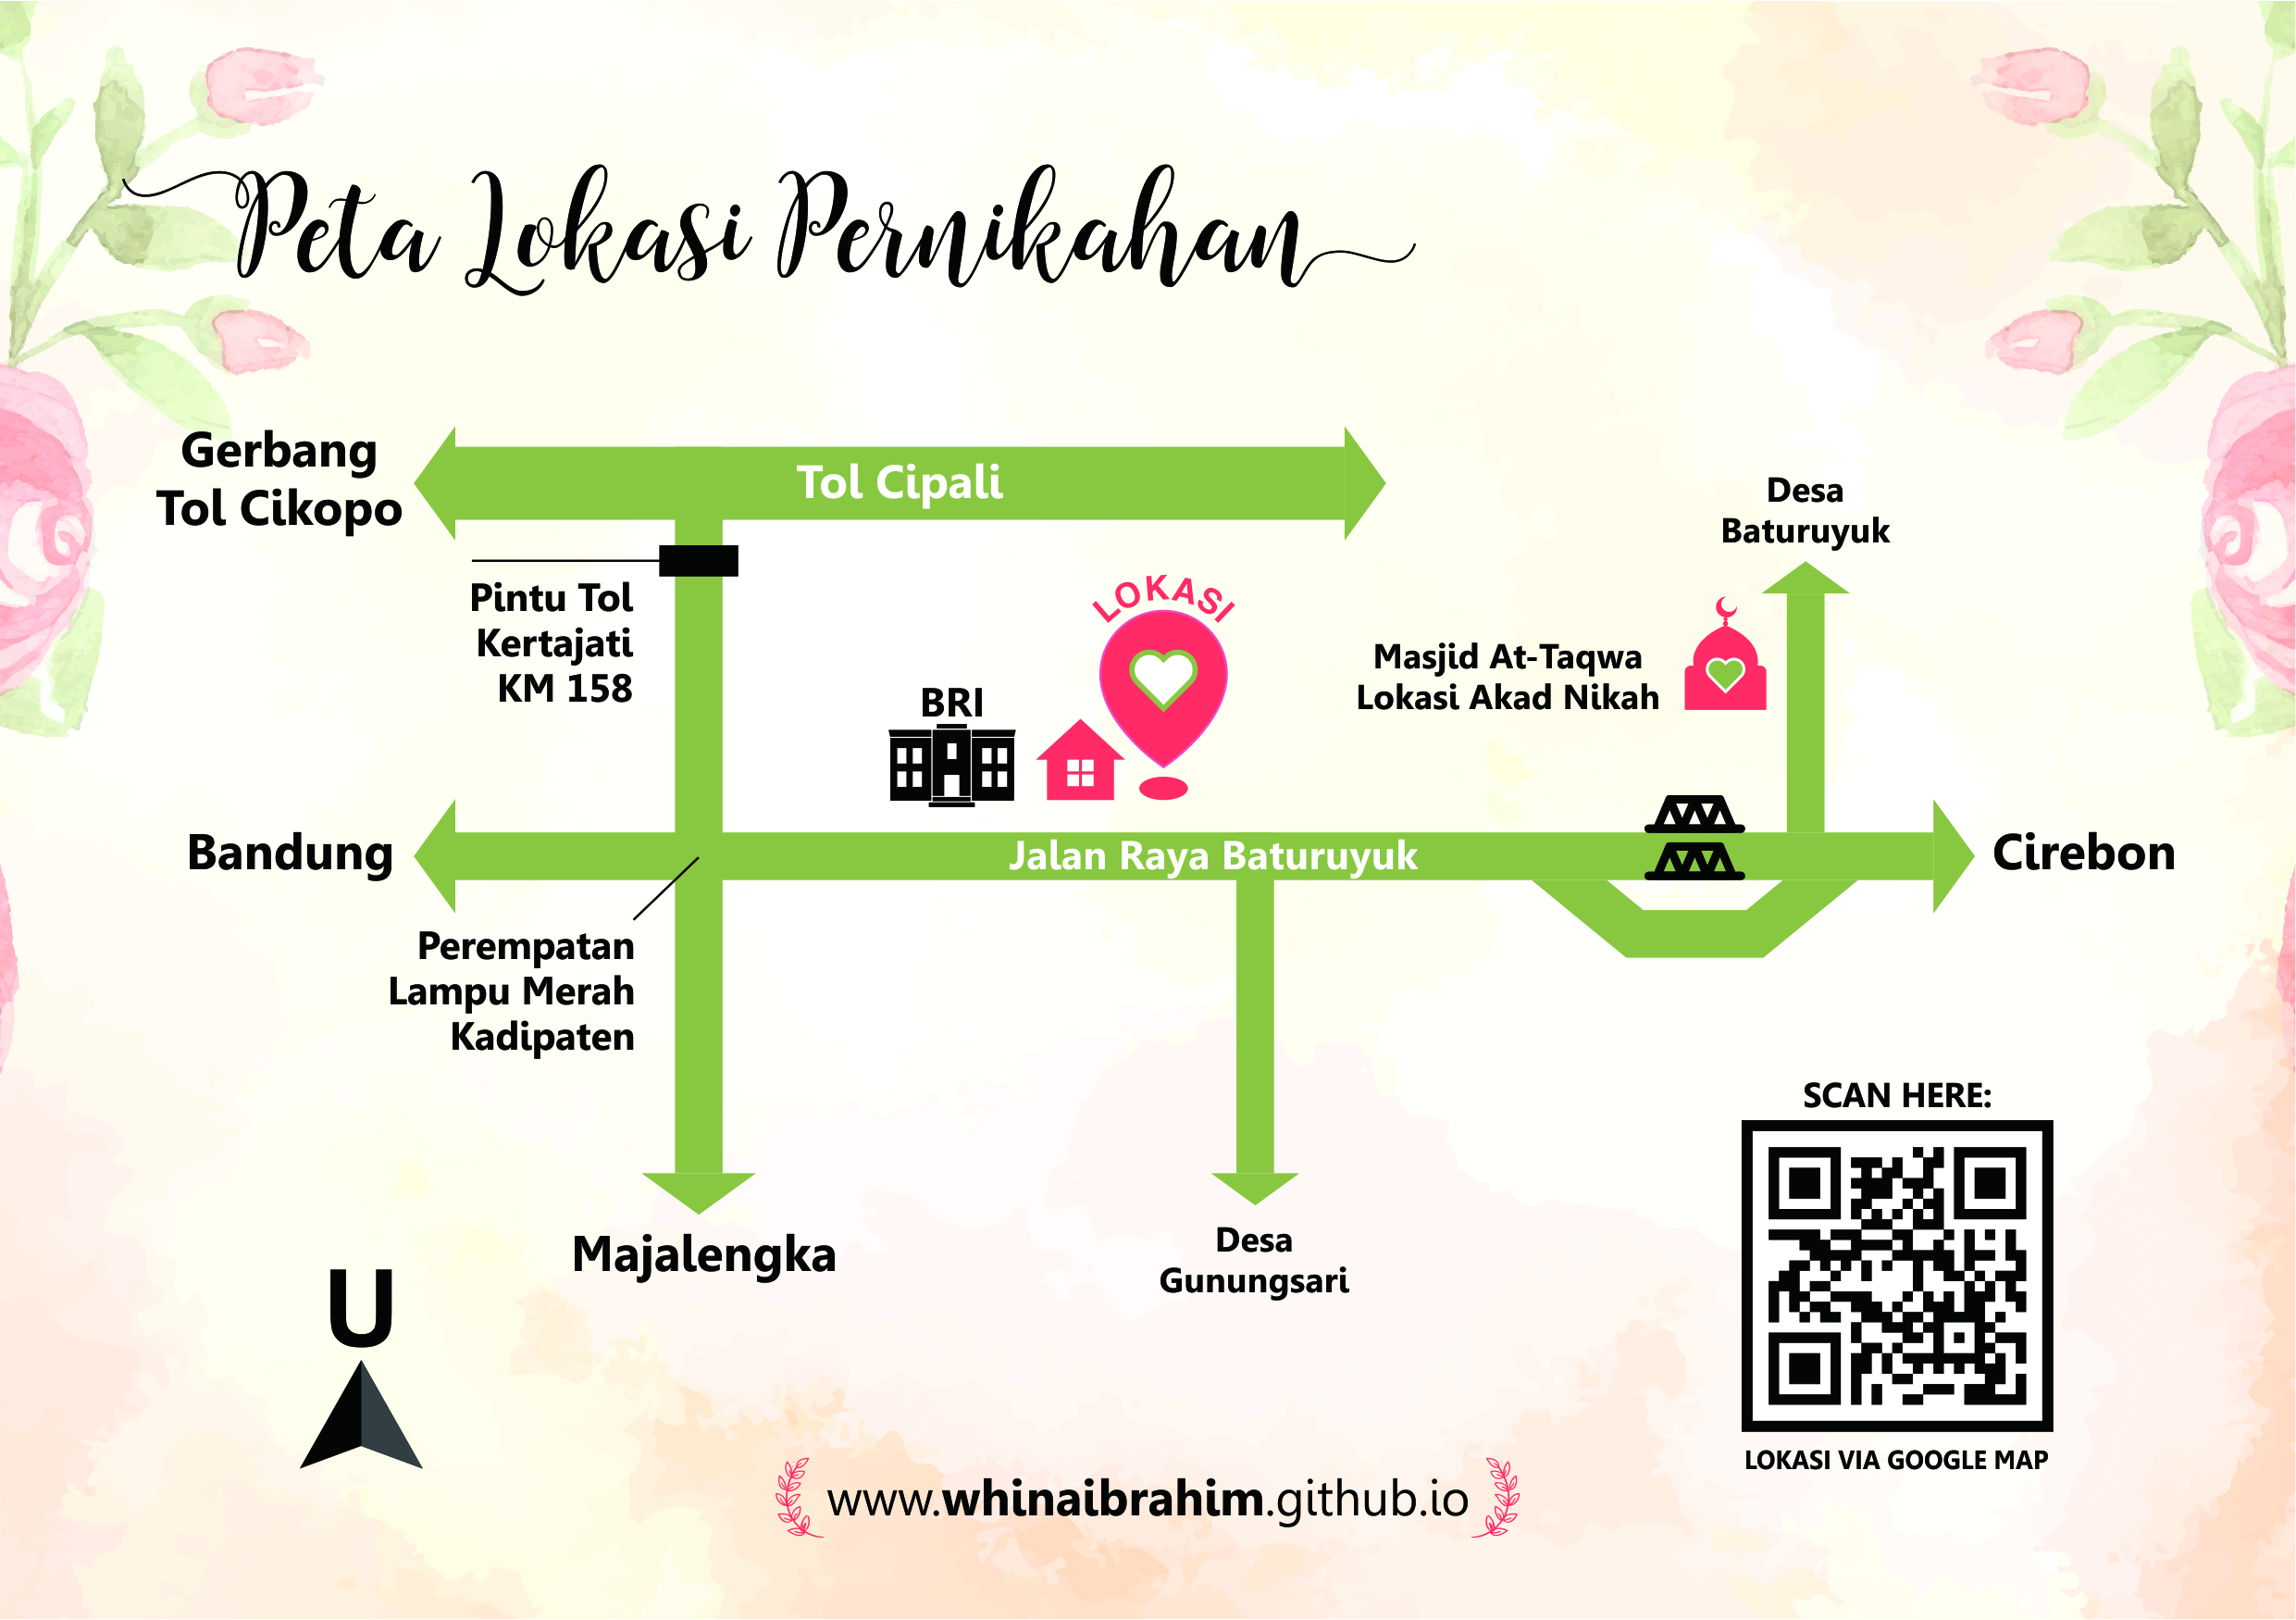 Peta Lokasi Pernikahan
Gerbang
Tol Cikopo
Tol Cipali
Desa
Baturuyuk
Pintu Tol
Kertajati
KM 158
LOKASI
BRI
Masjid At-Taqwa
Lokasi Akad Nikah
Bandung
Jalan Raya Baturuyuk
Cirebon
Perempatan
Lampu Merah
Kadipaten
Majalengka
Desa
Gunungsari
SCAN HERE:
U
LOKASI VIA GOOGLE MAP
www.whinaibrahim.github.io